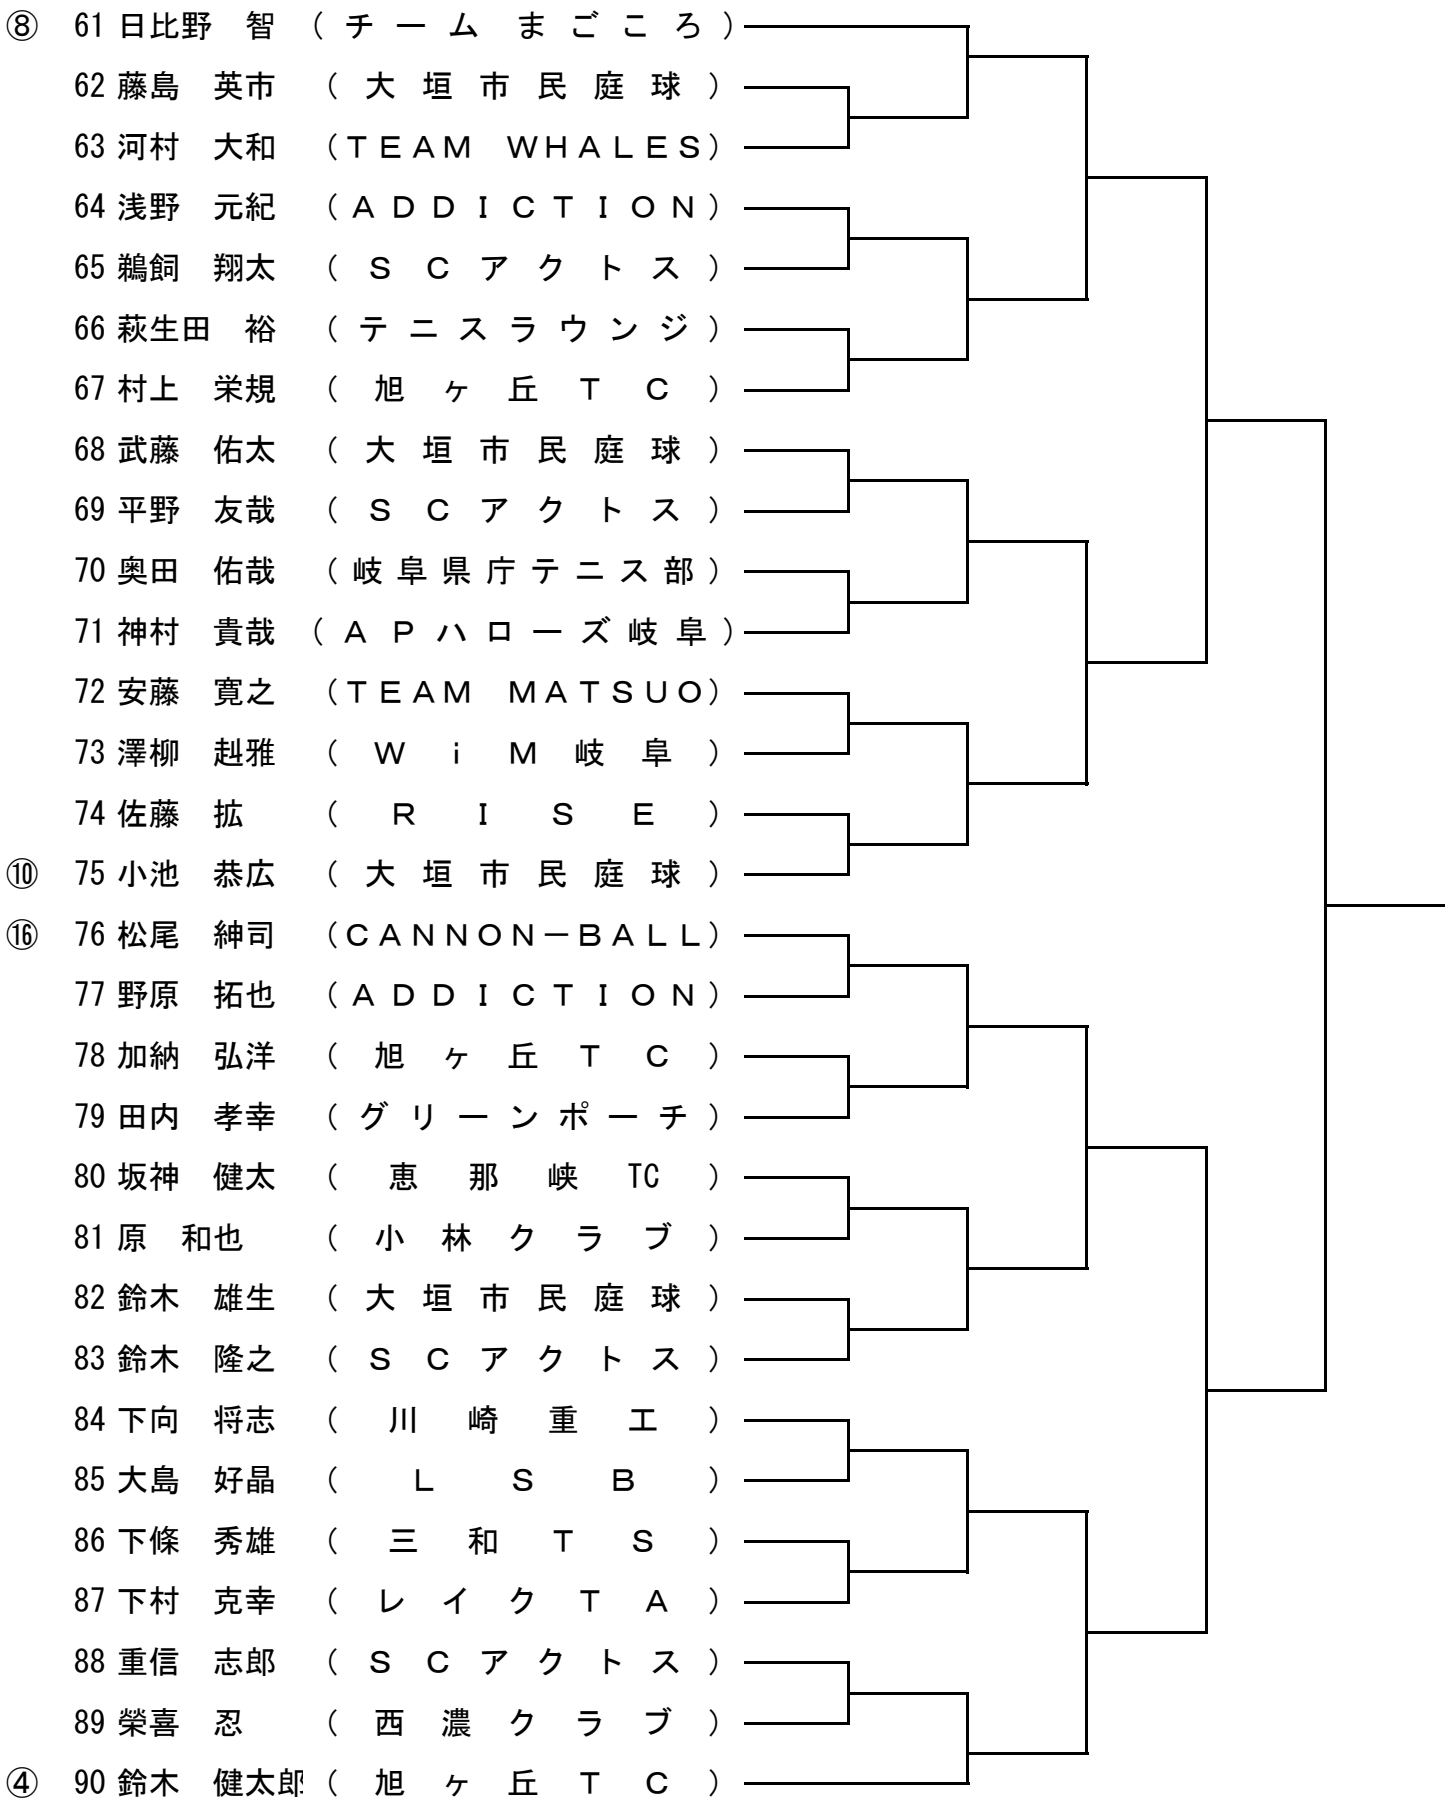 ⑧ 61 日比野 智 (チームまごころ)
62 藤島 英市 (大垣市民庭球)
63 河村 大和 (TEAM WHALES)
64 浅野 元紀 (ADDICTION)
65 鵜飼 翔太 (SCアクトス)
66 萩生田 裕 (テニスラウンジ)
67 村上 栄規 (旭ヶ丘TC)
68 武藤 佑太 (大垣市民庭球)
69 平野 友哉 (SCアクトス)
70 奥田 佑哉 (岐阜県庁テニス部)
71 神村 貴哉 (APハローズ岐阜)
72 安藤 寛之 (TEAM MATSUO)
73 澤柳 赳雅 (WiM岐阜)
74 佐藤 拡 (RISE)
⑩ 75 小池 恭広 (大垣市民庭球)
⑯ 76 松尾 紳司 (CANNON-BALL)
77 野原 拓也 (ADDICTION)
78 加納 弘洋 (旭ヶ丘TC)
79 田内 孝幸 (グリーンポーチ)
80 坂神 健太 (恵那峡TC)
81 原 和也 (小林クラブ)
82 鈴木 雄生 (大垣市民庭球)
83 鈴木 隆之 (SCアクトス)
84 下向 将志 (川崎重工)
85 大島 好晶 (LSB)
86 下條 秀雄 (三和TS)
87 下村 克幸 (レイクTA)
88 重信 志郎 (SCアクトス)
89 榮喜 忍 (西濃クラブ)
④ 90 鈴木 健太郎 (旭ヶ丘TC)